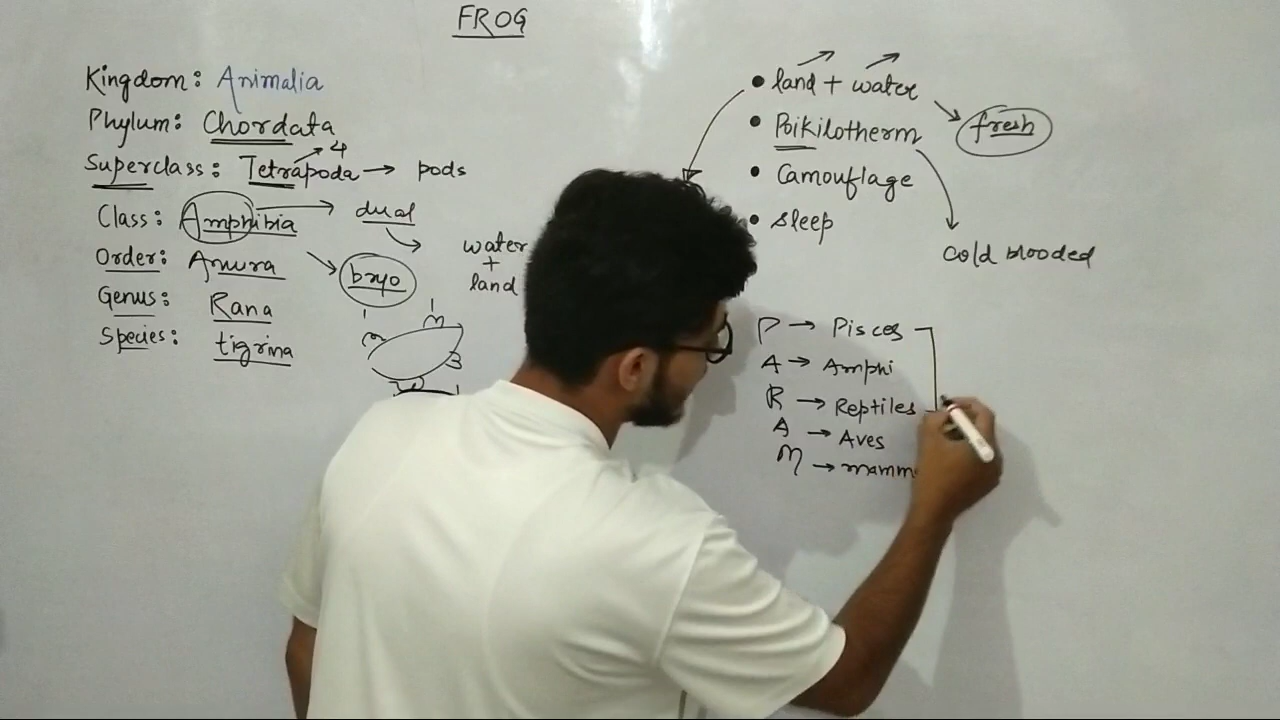 FROG
Kingdom: Animalia
Phylum: Chordata
Superclass: Tetrapoda → pods
4
Class: Amphibia → dual
water + land
Order: Anura
bryo
Genus: Rana
Species: tigrina
• land + water
fresh
• Poikilotherm
• Camouflage
• sleep
Cold blooded
P → Pisces
A → Amphi
R → Reptiles
A → Aves
M → mamm